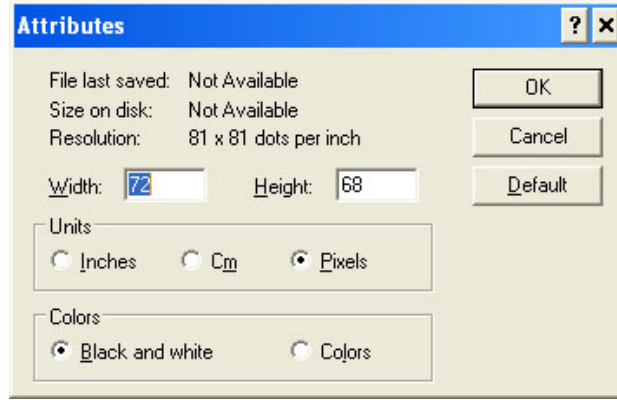 Attributes
File last saved: Not Available
OK
Size on disk: Not Available
Resolution: 81 x 81 dots per inch
Cancel
Width: 72 Height: 68
Default
Units
Inches Cm Pixels
Colors
Black and white Colors